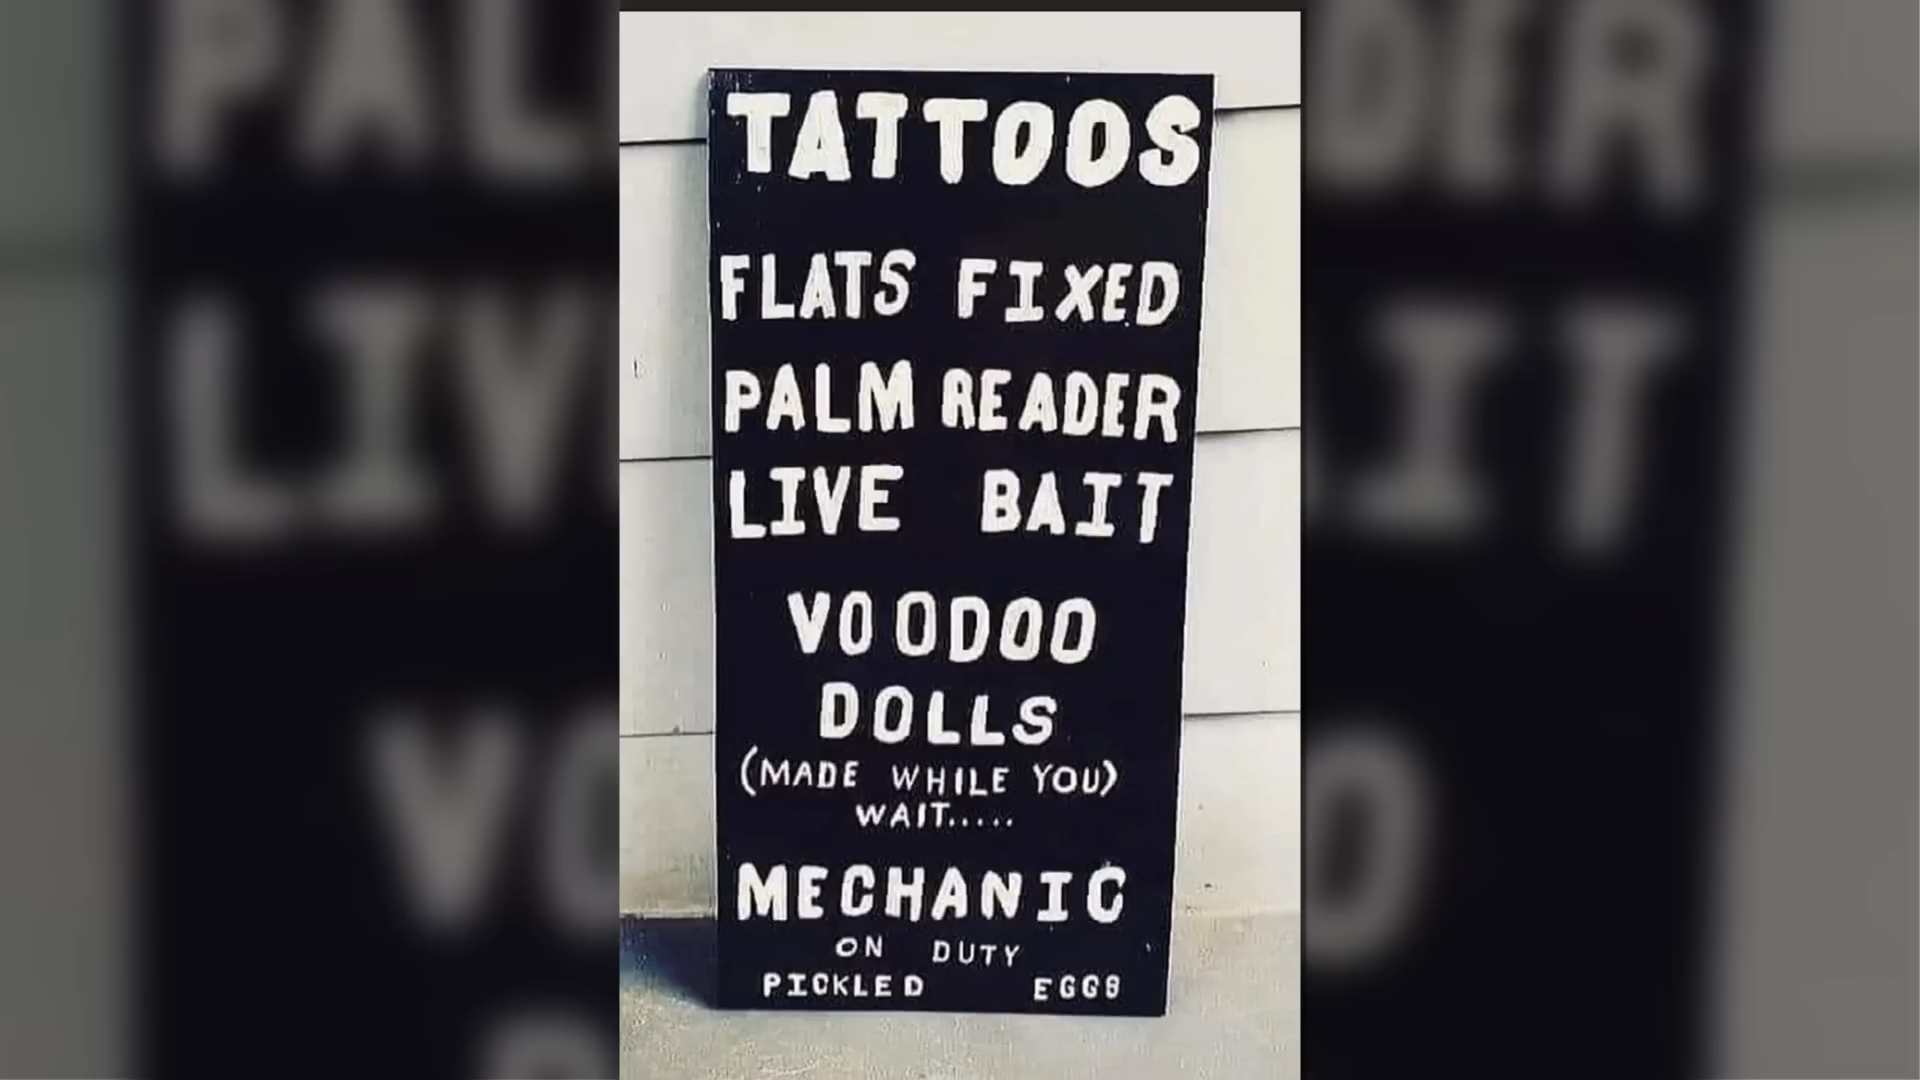 TATTOOS
FLATS FIXED
PALM READER
LIVE BAIT
VOODOO
DOLLS
(MADE WHILE YOU)
WAIT.....
MECHANIC
ON DUTY
PICKLED EGGS